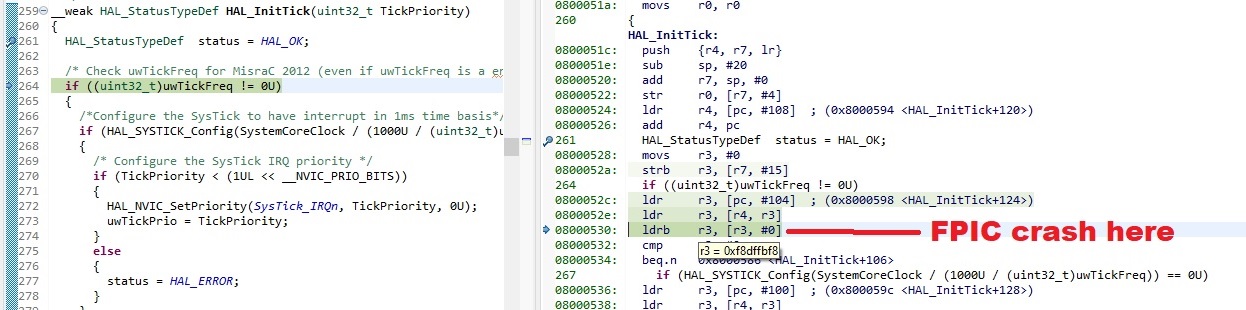 259 __weak HAL_StatusTypeDef HAL_InitTick(uint32_t TickPriority)
260 {
261 HAL_StatusTypeDef status = HAL_OK;
262
263 /* Check uwTickFreq for MisraC 2012 (even if uwTickFreq is a en
264 if ((uint32_t)uwTickFreq != 0U)
265 {
266 /*Configure the SysTick to have interrupt in 1ms time basis*/
267 if (HAL_SYSTICK_Config(SystemCoreClock / (1000U / (uint32_t)u
268 {
269 /* Configure the SysTick IRQ priority */
270 if (TickPriority < (1UL << __NVIC_PRIO_BITS))
271 {
272 HAL_NVIC_SetPriority(SysTick_IRQn, TickPriority, 0U);
273 uwTickPrio = TickPriority;
274 }
275 else
276 {
277 status = HAL_ERROR;
278 }
279 }
0800051a: movs r0, r0
260 {
HAL_InitTick:
0800051c: push {r4, r7, lr}
0800051e: sub sp, #20
08000520: add r7, sp, #0
08000522: str r0, [r7, #4]
08000524: ldr r4, [pc, #108] ; (0x8000594 <HAL_InitTick+120>)
08000526: add r4, pc
261 HAL_StatusTypeDef status = HAL_OK;
08000528: movs r3, #0
0800052a: strb r3, [r7, #15]
264 if ((uint32_t)uwTickFreq != 0U)
0800052c: ldr r3, [pc, #104] ; (0x8000598 <HAL_InitTick+124>)
0800052e: ldr r3, [r4, r3]
08000530: ldrb r3, [r3, #0]
FPIC crash here
08000532: cmp
r3 = 0xf8dffbf8
08000534: beq.n <HAL_InitTick+106>
267 if (HAL_SYSTICK_Config(SystemCoreClock / (1000U / (uint32_t)uwTickFreq)) == 0U)
08000536: ldr r3, [pc, #100] ; (0x800059c <HAL_InitTick+128>)
08000538: ldr r3, [r4, r3]